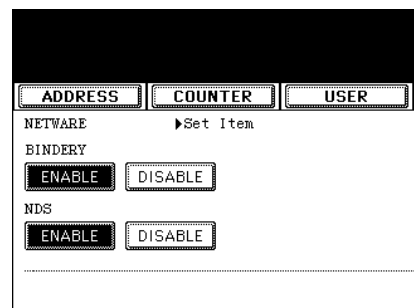 ADDRESS COUNTER USER
NETWARE ▶Set Item
BINDERY
ENABLE DISABLE
NDS
ENABLE DISABLE